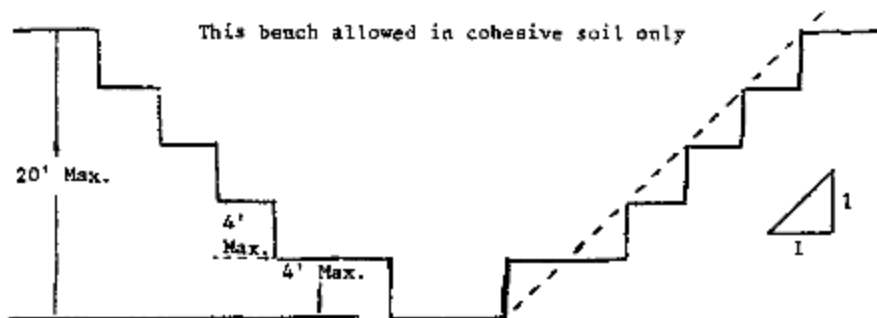 This bench allowed in cohesive soil only
20' Max.
4'
Max.
4' Max.
1
1